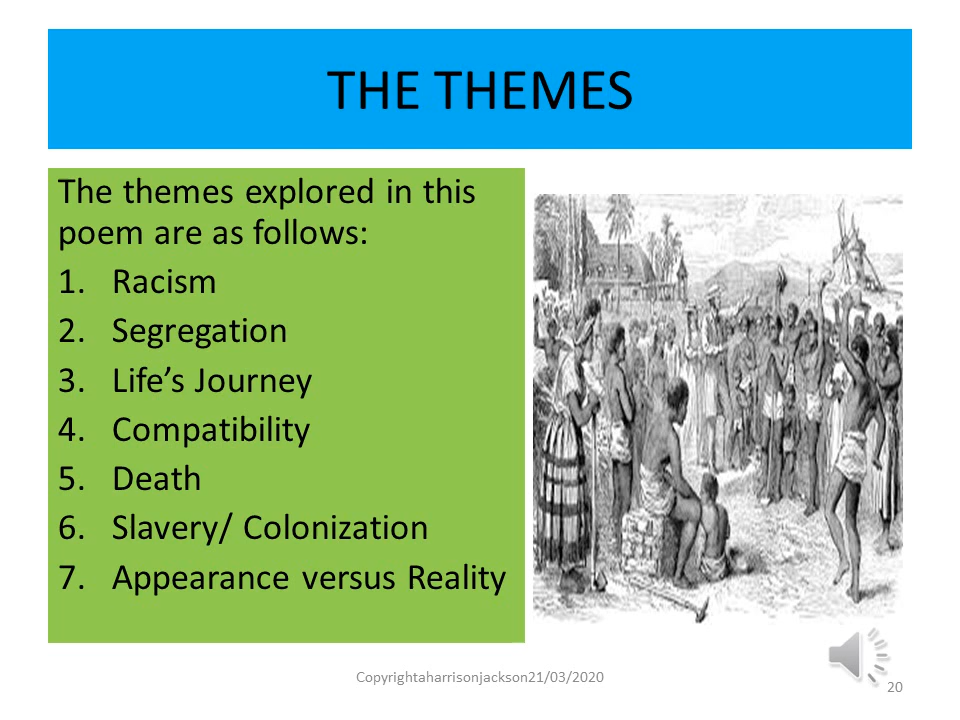 THE THEMES
The themes explored in this
poem are as follows:
1. Racism
2. Segregation
3. Life’s Journey
4. Compatibility
5. Death
6. Slavery/ Colonization
7. Appearance versus Reality
Copyrightaharrisonjackson21/03/2020
20